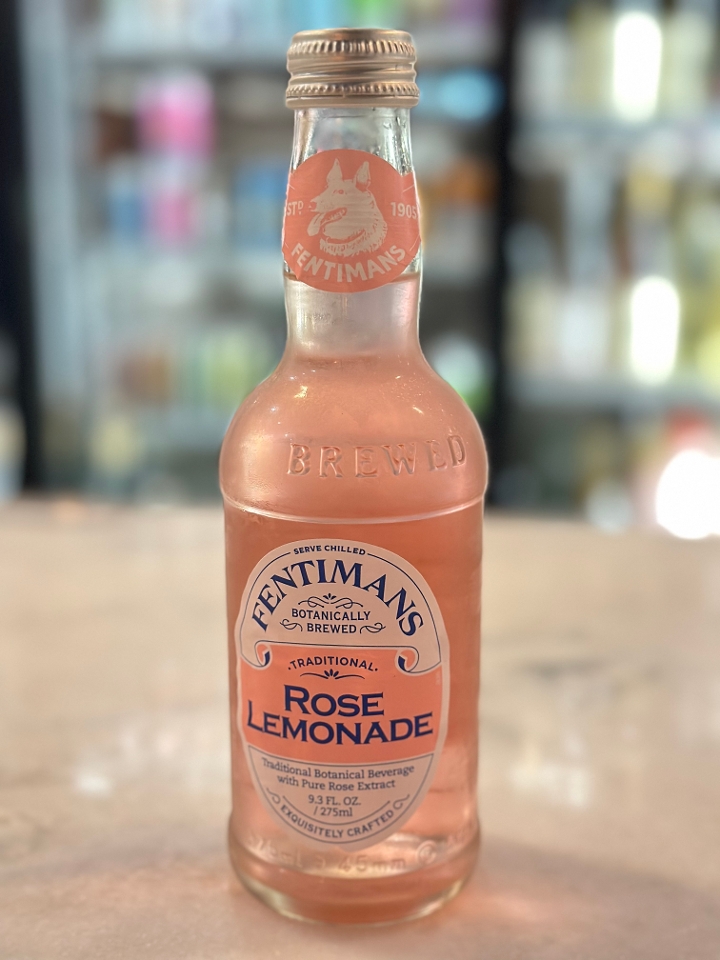 ESTD 1905
FENTIMANS
BREWED
SERVE CHILLED
FENTIMANS
BOTANICALLY
BREWED
·TRADITIONAL·
ROSE
LEMONADE
Traditional Botanical Beverage
with Pure Rose Extract
9.3 FL. OZ.
/ 275ml
EXQUISITELY CRAFTED